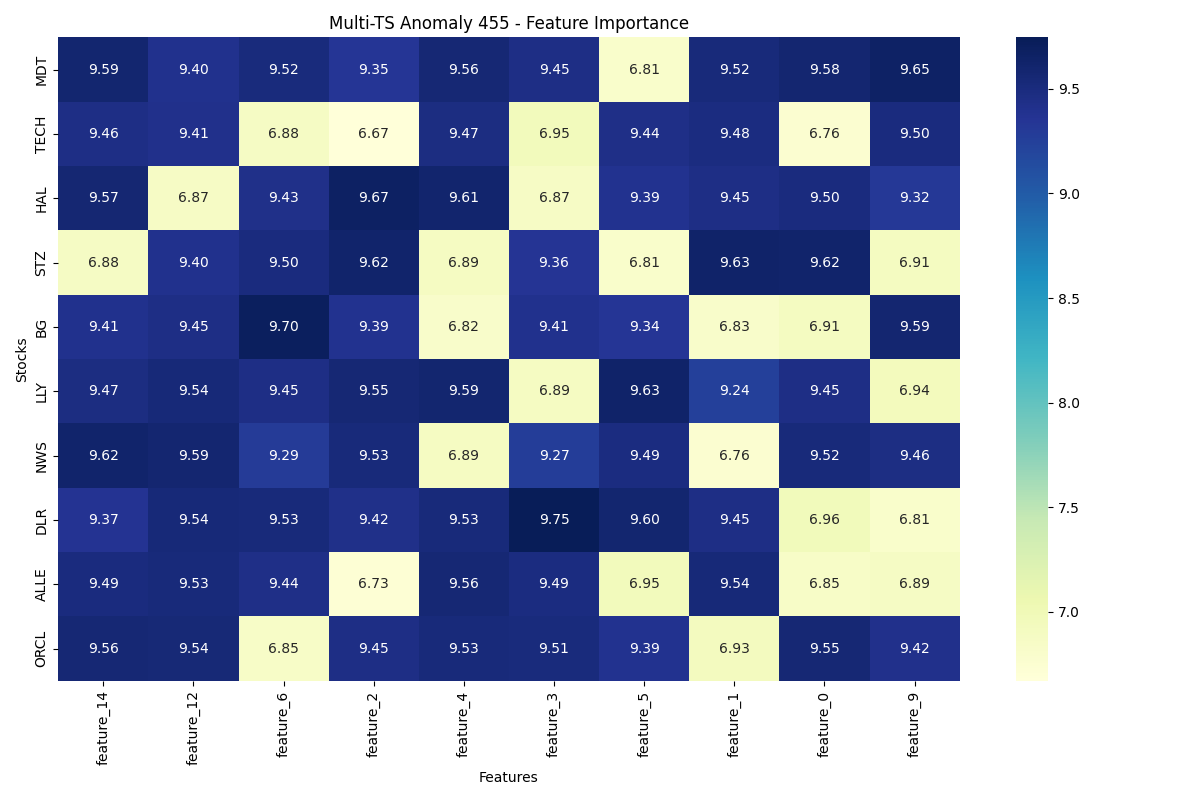 Multi-TS Anomaly 455 - Feature Importance
Stocks
MDT 9.59 9.40 9.52 9.35 9.56 9.45 6.81 9.52 9.58 9.65
TECH 9.46 9.41 6.88 6.67 9.47 6.95 9.44 9.48 6.76 9.50
HAL 9.57 6.87 9.43 9.67 9.61 6.87 9.39 9.45 9.50 9.32
STZ 6.88 9.40 9.50 9.62 6.89 9.36 6.81 9.63 9.62 6.91
BG 9.41 9.45 9.70 9.39 6.82 9.41 9.34 6.83 6.91 9.59
LLY 9.47 9.54 9.45 9.55 9.59 6.89 9.63 9.24 9.45 6.94
NWS 9.62 9.59 9.29 9.53 6.89 9.27 9.49 6.76 9.52 9.46
DLR 9.37 9.54 9.53 9.42 9.53 9.75 9.60 9.45 6.96 6.81
ALLE 9.49 9.53 9.44 6.73 9.56 9.49 6.95 9.54 6.85 6.89
ORCL 9.56 9.54 6.85 9.45 9.53 9.51 9.39 6.93 9.55 9.42
feature_14 feature_12 feature_6 feature_2 feature_4 feature_3 feature_5 feature_1 feature_0 feature_9
Features
9.5
9.0
8.5
8.0
7.5
7.0